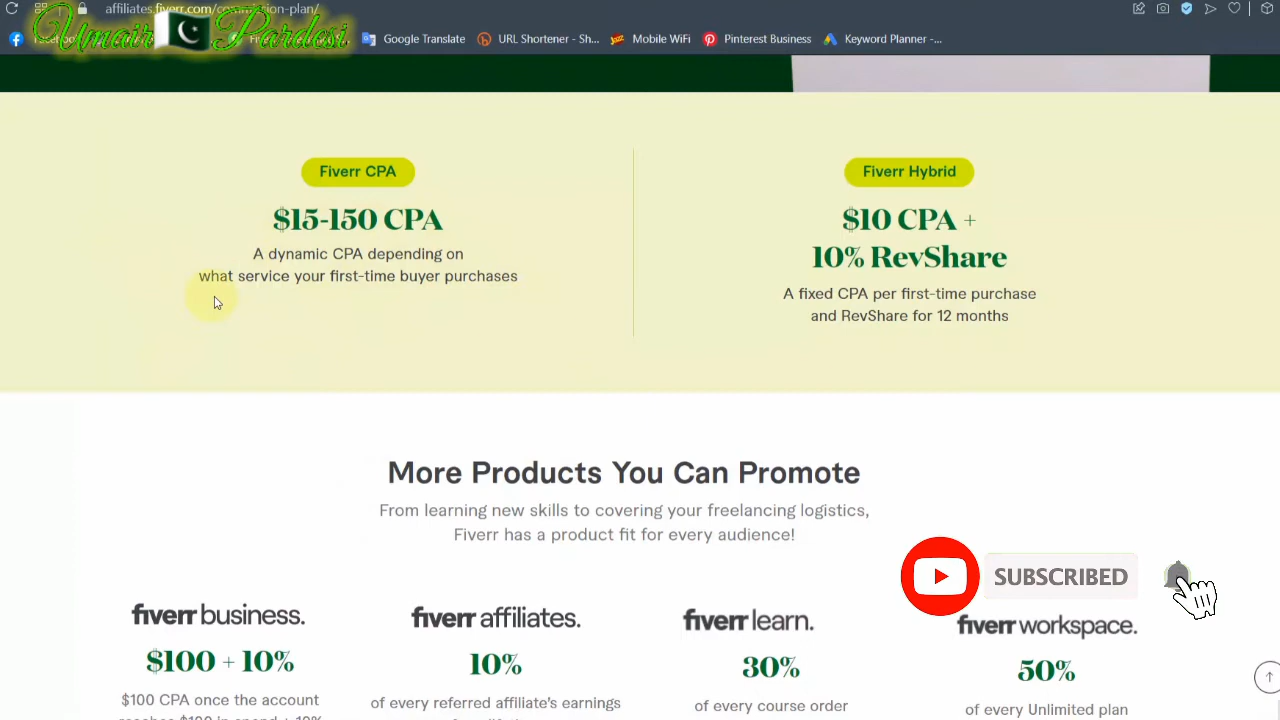 affiliates.fiverr.com/commission-plan/
Umair Pardesi
Google Translate
URL Shortener - Sh...
Mobile WiFi
Pinterest Business
Keyword Planner -...
Fiverr CPA
$15-150 CPA
A dynamic CPA depending on
what service your first-time buyer purchases
Fiverr Hybrid
$10 CPA +
10% RevShare
A fixed CPA per first-time purchase
and RevShare for 12 months
More Products You Can Promote
From learning new skills to covering your freelancing logistics,
Fiverr has a product fit for every audience!
SUBSCRIBED
fiverr business.
$100 + 10%
$100 CPA once the account
fiverr affiliates.
10%
of every referred affiliate's earnings
fiverr learn.
30%
of every course order
fiverr workspace.
50%
of every Unlimited plan